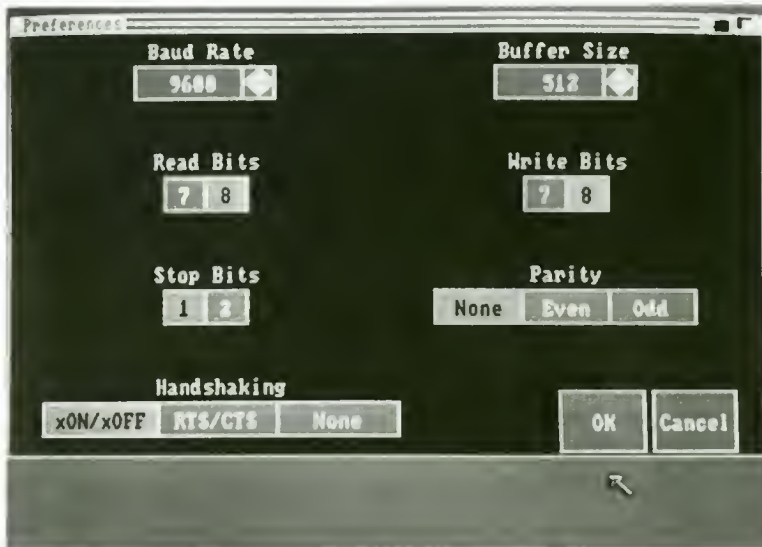 Preferences
Baud Rate
9600
Buffer Size
512
Read Bits
7 8
Write Bits
7 8
Stop Bits
1 2
Parity
None Even Odd
Handshaking
xON/xOFF RTS/CTS None
OK Cancel